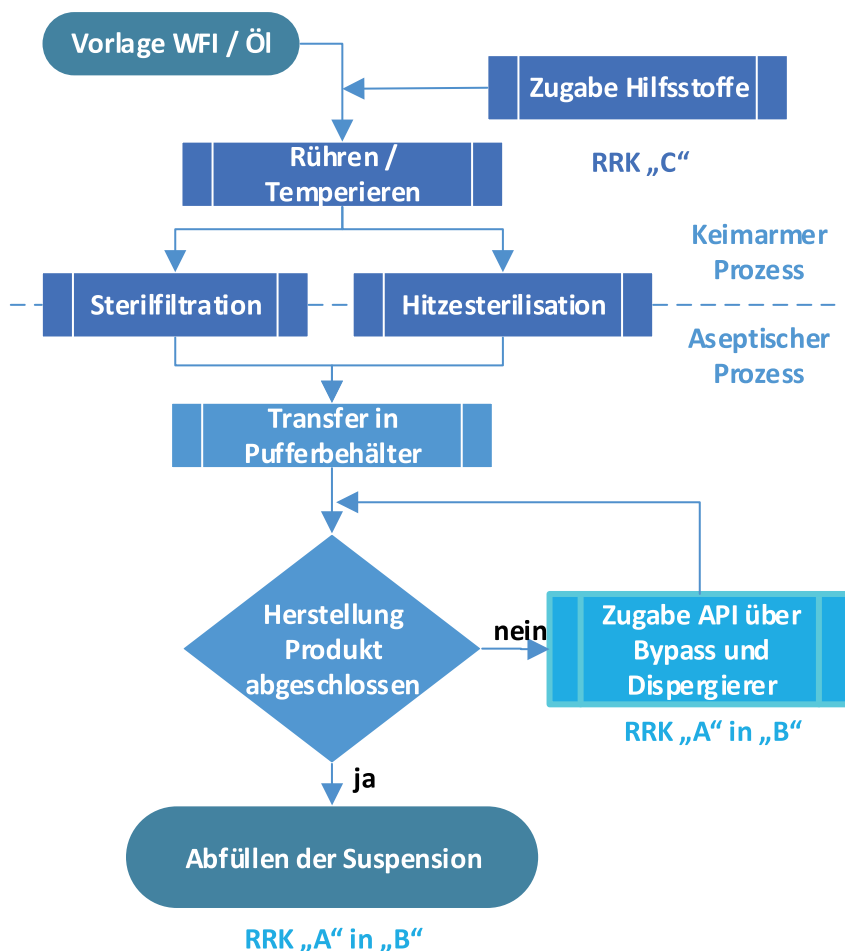 Vorlage WFI / Öl
Zugabe Hilfsstoffe
Rühren /
Temperieren
RRK „C“
Keimarmer
Prozess
Sterilfiltration
Hitzesterilisation
Aseptischer
Prozess
Transfer in
Pufferbehälter
Herstellung
Produkt
abgeschlossen
nein
Zugabe API über
Bypass und
Dispergierer
RRK „A“ in „B“
ja
Abfüllen der Suspension
RRK „A“ in „B“